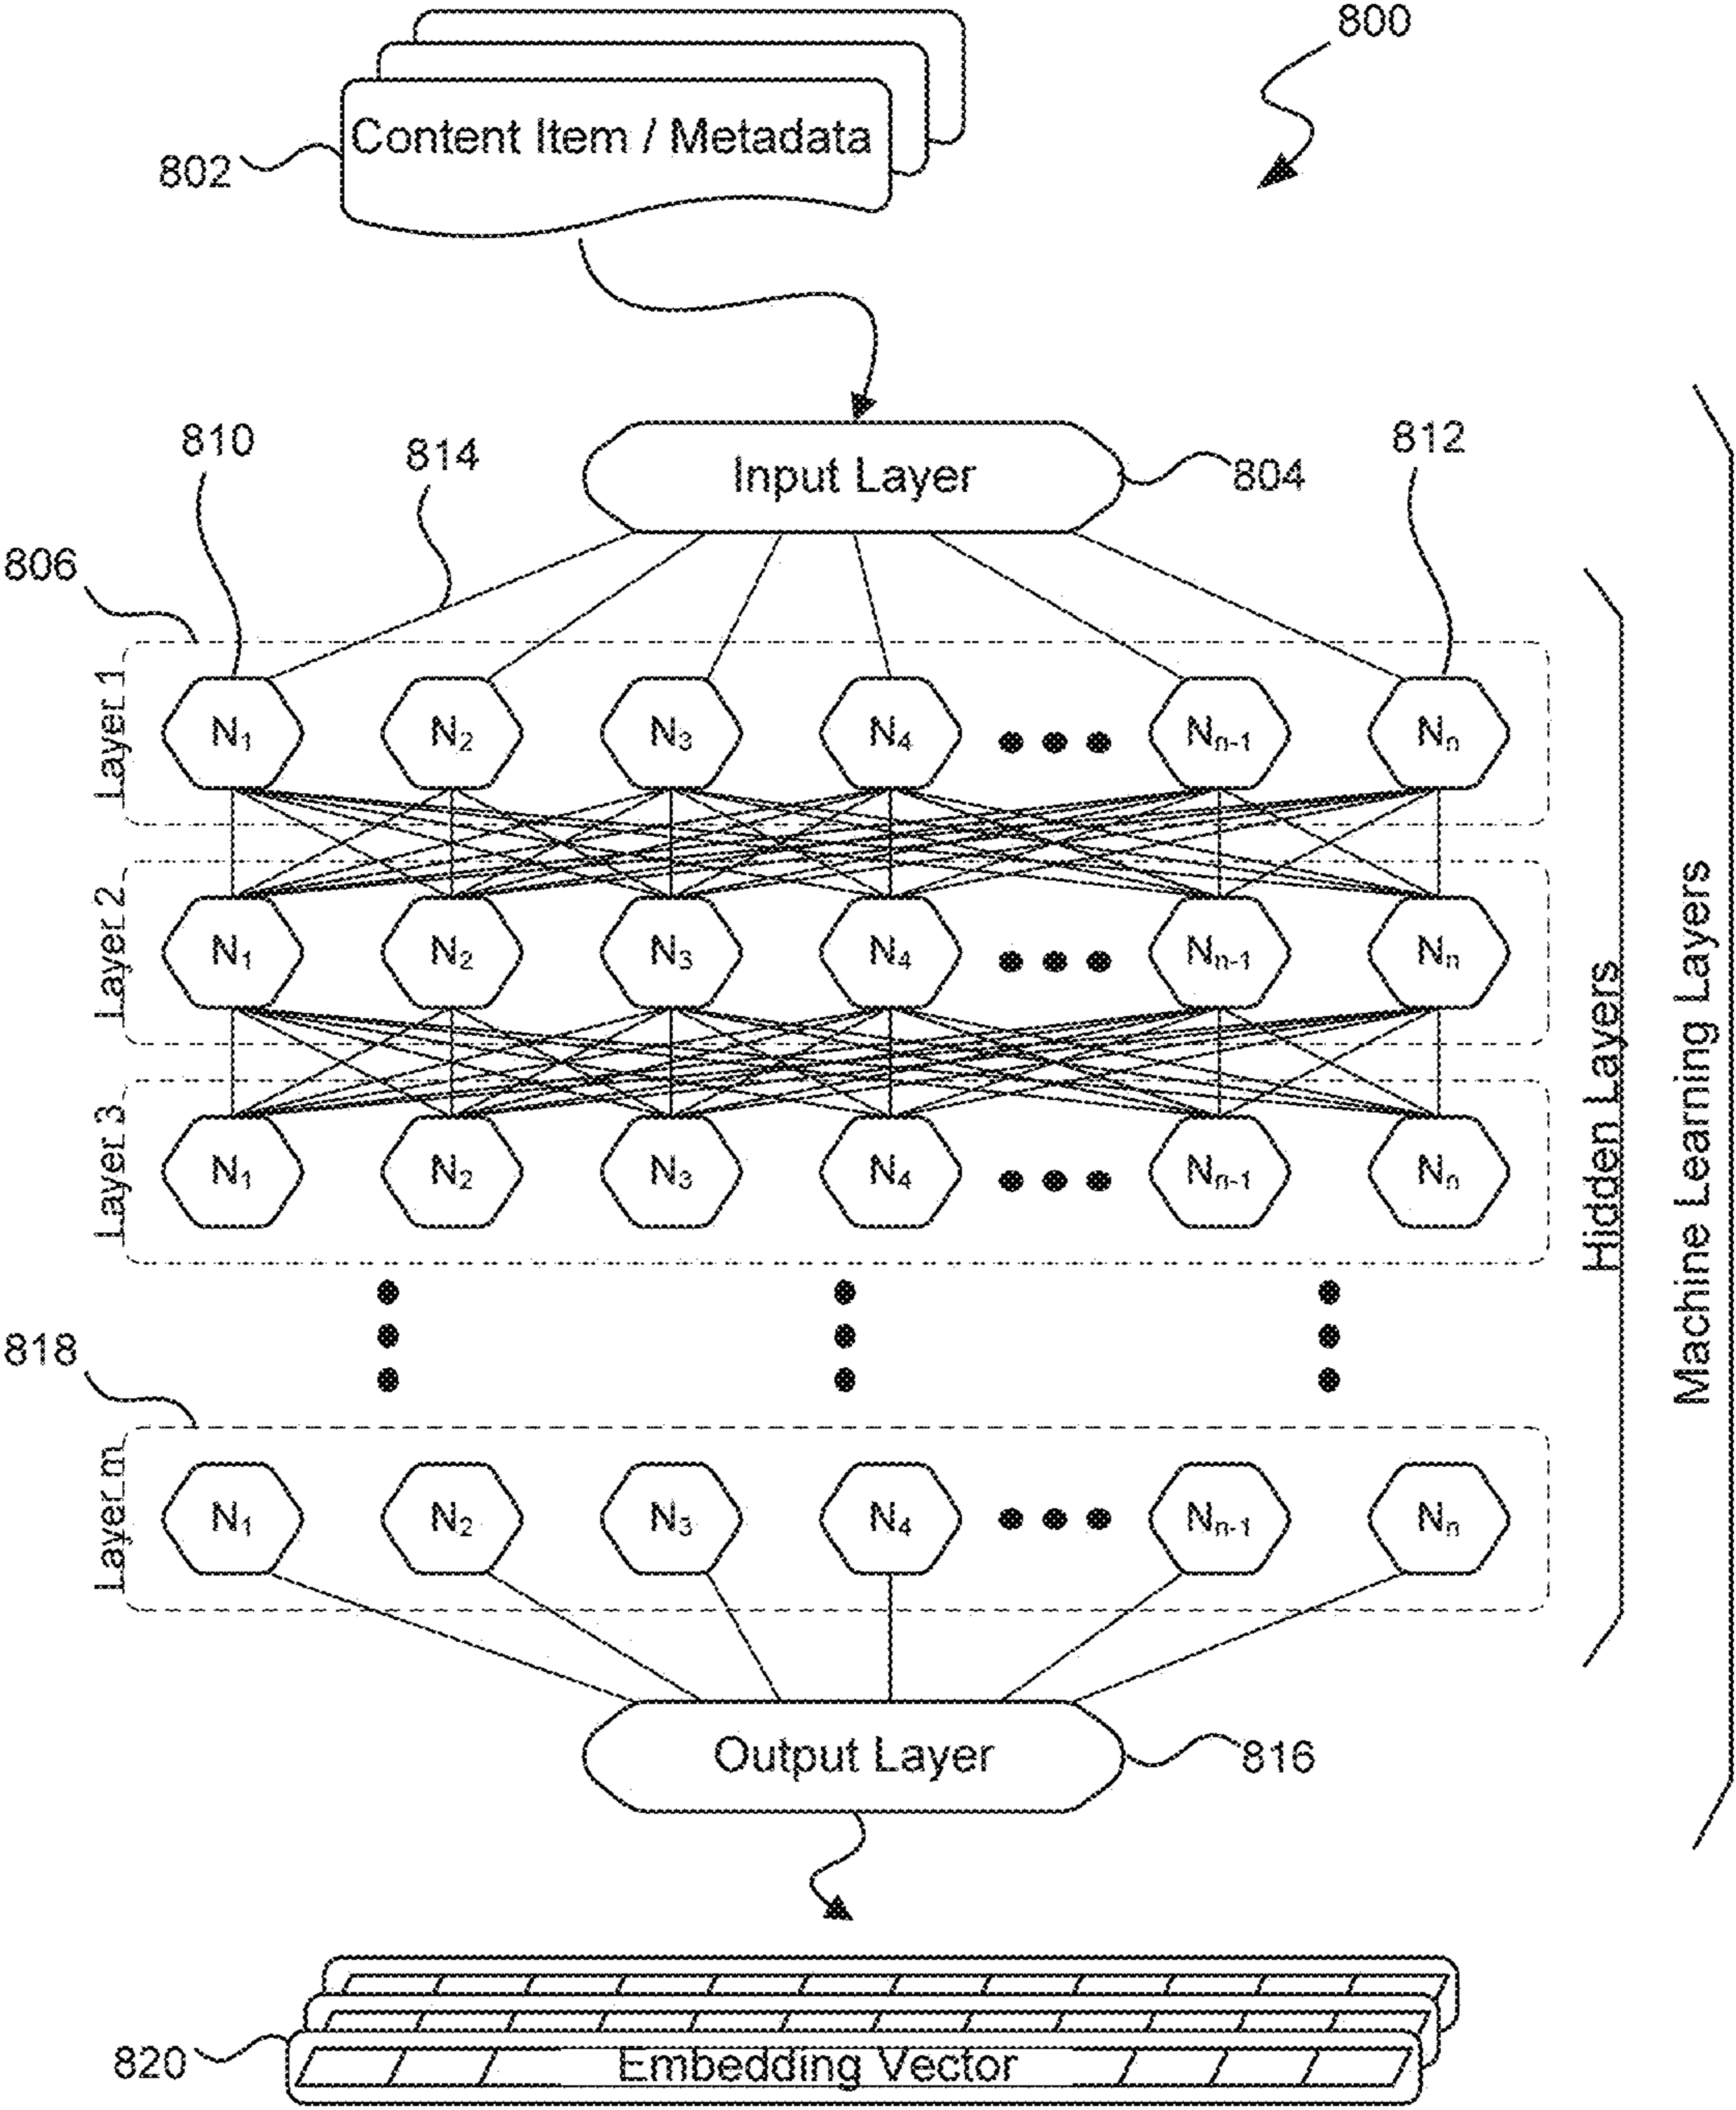 800
Content Item / Metadata
802
810
814
Input Layer
804
812
806
Layer 1
N1 N2 N3 N4 Nn-1 Nn
Layer 2
N1 N2 N3 N4 Nn-1 Nn
Layer 3
N1 N2 N3 N4 Nn-1 Nn
Hidden Layers
Machine Learning Layers
818
Layer m
N1 N2 N3 N4 Nn-1 Nn
Output Layer
816
820
Embedding Vector